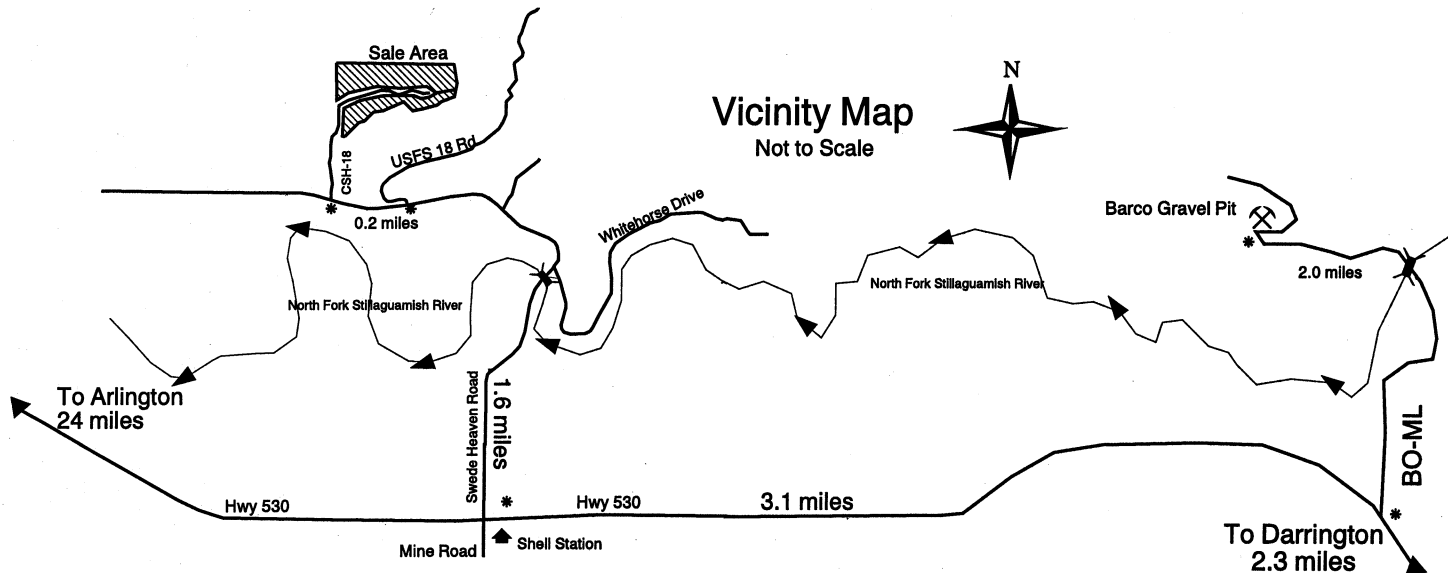 Sale Area
N
Vicinity Map
Not to Scale
USFS 18 Rd
CSH-18
0.2 miles
Whitehorse Drive
Barco Gravel Pit
2.0 miles
North Fork Stillaguamish River
North Fork Stillaguamish River
To Arlington
24 miles
Swede Heaven Road
1.6 miles
BO-ML
Hwy 530
Hwy 530
3.1 miles
Mine Road
Shell Station
To Darrington
2.3 miles